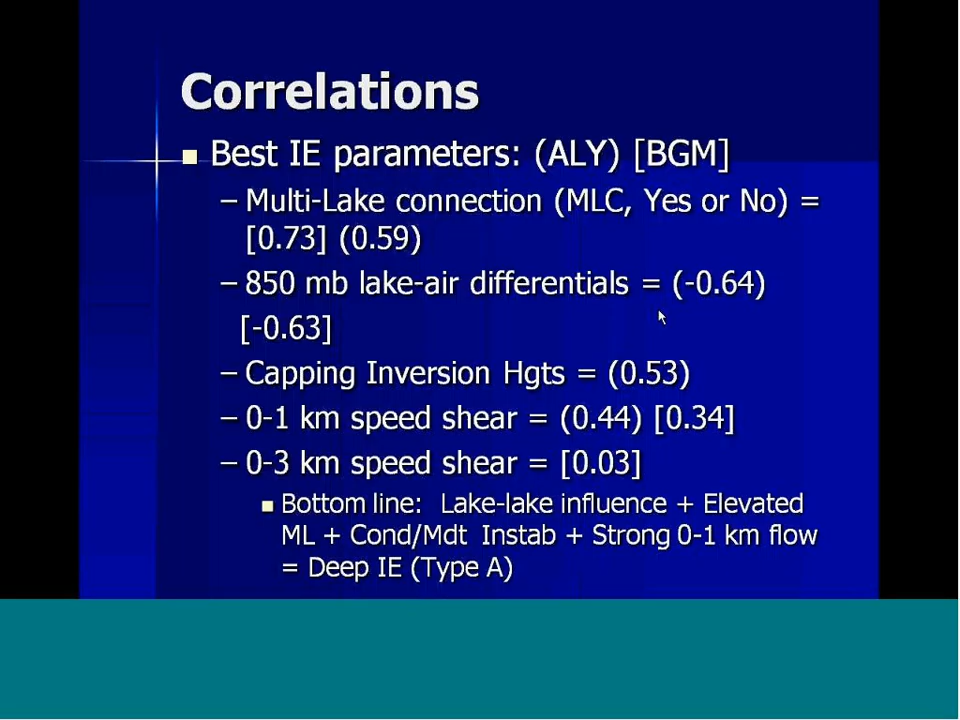 Correlations
Best IE parameters: (ALY) [BGM]
– Multi-Lake connection (MLC, Yes or No) =
[0.73] (0.59)
– 850 mb lake-air differentials = (-0.64)
[-0.63]
– Capping Inversion Hgts = (0.53)
– 0-1 km speed shear = (0.44) [0.34]
– 0-3 km speed shear = [0.03]
Bottom line: Lake-lake influence + Elevated
ML + Cond/Mdt Instab + Strong 0-1 km flow
= Deep IE (Type A)